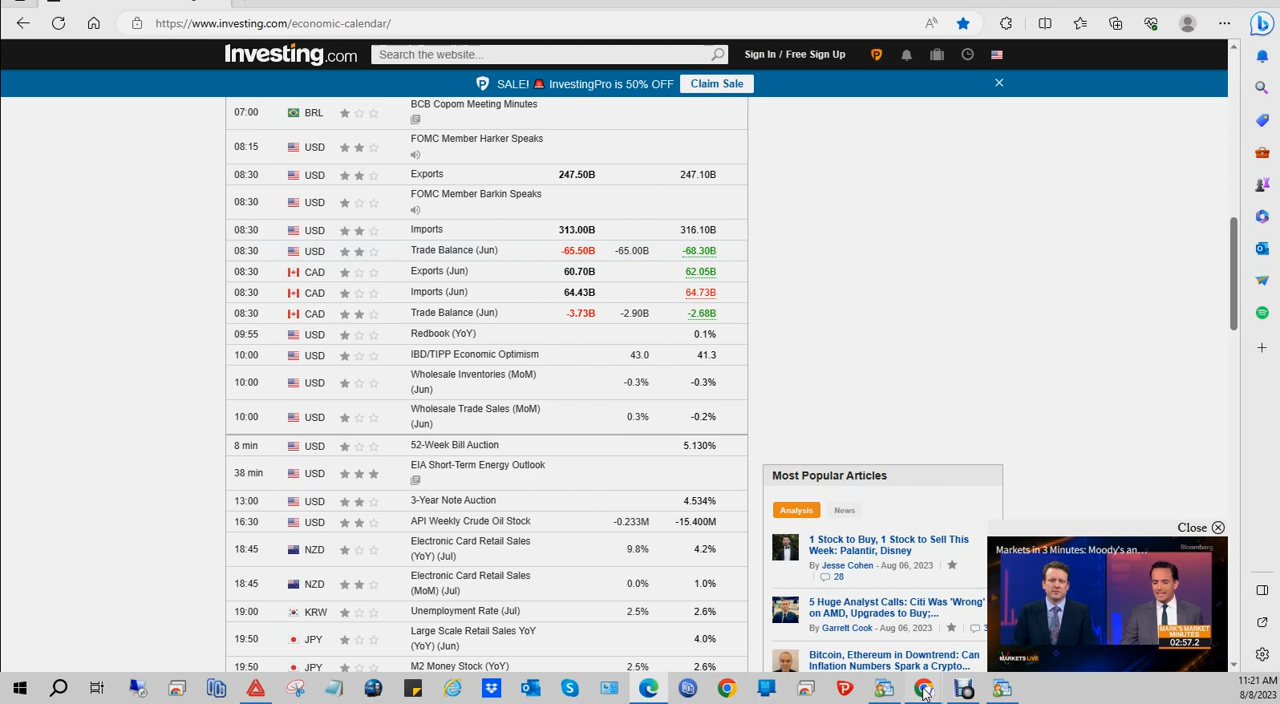 https://www.investing.com/economic-calendar/
Investing.com
Search the website...
Sign In / Free Sign Up
SALE! 🚨 InvestingPro is 50% OFF Claim Sale
07:00 BRL BCB Copom Meeting Minutes
08:15 USD FOMC Member Harker Speaks
08:30 USD Exports 247.50B 247.10B
08:30 USD FOMC Member Barkin Speaks
08:30 USD Imports 313.00B 316.10B
08:30 USD Trade Balance (Jun) -65.50B -65.00B -68.30B
08:30 CAD Exports (Jun) 60.70B 62.05B
08:30 CAD Imports (Jun) 64.43B 64.73B
08:30 CAD Trade Balance (Jun) -3.73B -2.90B -2.68B
09:55 USD Redbook (YoY) 0.1%
10:00 USD IBD/TIPP Economic Optimism 43.0 41.3
10:00 USD Wholesale Inventories (MoM) (Jun) -0.3% -0.3%
10:00 USD Wholesale Trade Sales (MoM) (Jun) 0.3% -0.2%
8 min USD 52-Week Bill Auction 5.130%
38 min USD EIA Short-Term Energy Outlook
13:00 USD 3-Year Note Auction 4.534%
16:30 USD API Weekly Crude Oil Stock -0.233M -15.400M
18:45 NZD Electronic Card Retail Sales (YoY) (Jul) 9.8% 4.2%
18:45 NZD Electronic Card Retail Sales (MoM) (Jul) 0.0% 1.0%
19:00 KRW Unemployment Rate (Jul) 2.5% 2.6%
19:50 JPY Large Scale Retail Sales YoY (YoY) (Jun) 4.0%
19:50 JPY M2 Money Stock (YoY) 2.5% 2.6%
Most Popular Articles
Analysis News
1 Stock to Buy, 1 Stock to Sell This
Week: Palantir, Disney
By Jesse Cohen - Aug 06, 2023
28
5 Huge Analyst Calls: Citi Was 'Wrong'
on AMD, Upgrades to Buy;...
By Garrett Cook - Aug 06, 2023
Bitcoin, Ethereum in Downtrend: Can
Inflation Numbers Spark a Crypto...
Close
Markets in 3 Minutes: Moody's an...
Bloomberg
MARK'S MARKET
MINUTES
02:57.2
MARKETS LIVE
11:21 AM
8/8/2023